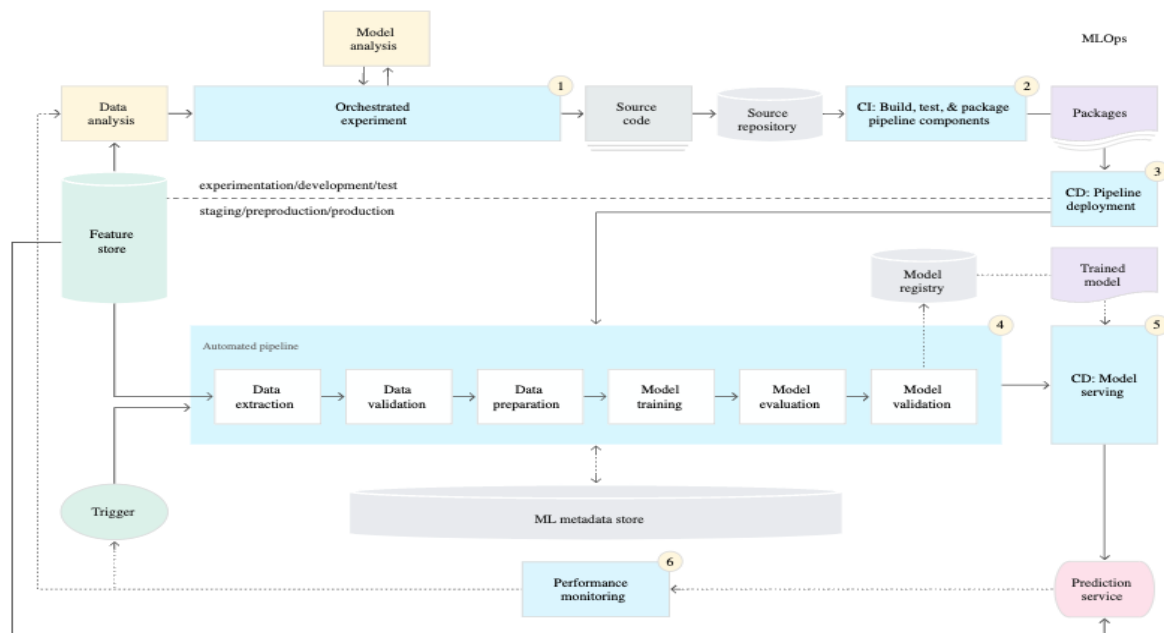 Model
analysis
MLOps
1
2
Data
analysis
Orchestrated
experiment
Source
code
Source
repository
CI: Build, test, & package
pipeline components
Packages
3
experimentation/development/test
staging/preproduction/production
CD: Pipeline
deployment
Feature
store
Model
registry
Trained
model
4
5
Automated pipeline
Data
extraction
Data
validation
Data
preparation
Model
training
Model
evaluation
Model
validation
CD: Model
serving
Trigger
ML metadata store
6
Performance
monitoring
Prediction
service